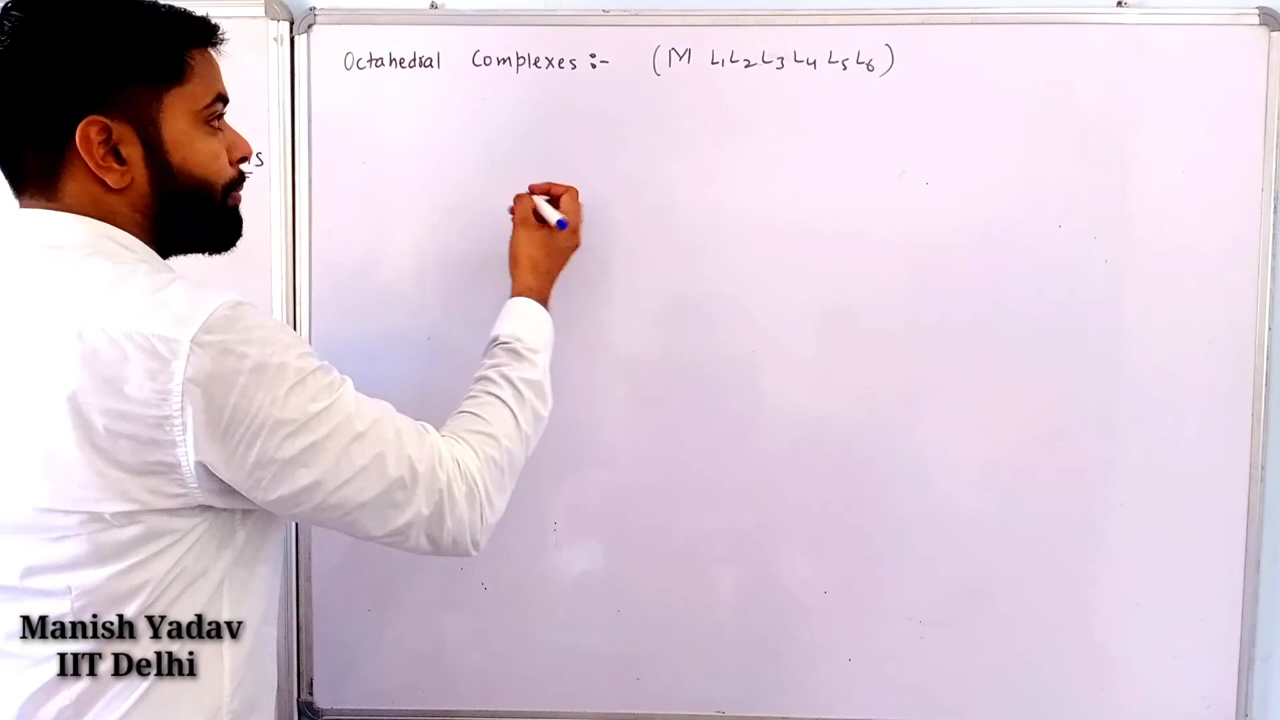 Octahedral Complexes :- (M L₁L₂L₃L₄L₅L₆)
Manish Yadav
IIT Delhi